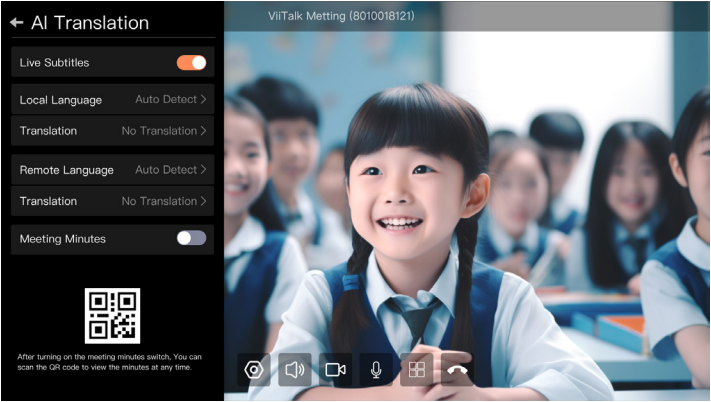 AI Translation
ViiTalk Metting (8010018121)
Live Subtitles
Local Language Auto Detect >
Translation No Translation >
Remote Language Auto Detect >
Translation No Translation >
Meeting Minutes
After turning on the meeting minutes switch, You can
scan the QR code to view the minutes at any time.